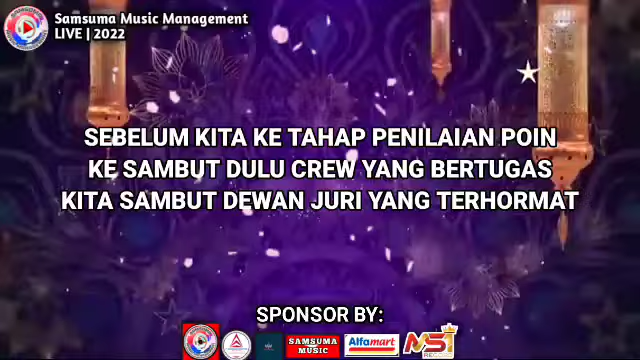 Samsuma Music Management
LIVE | 2022
SEBELUM KITA KE TAHAP PENILAIAN POIN
KE SAMBUT DULU CREW YANG BERTUGAS
KITA SAMBUT DEWAN JURI YANG TERHORMAT
SPONSOR BY:
SAMSUMA MUSIC
Alfamart
MS1